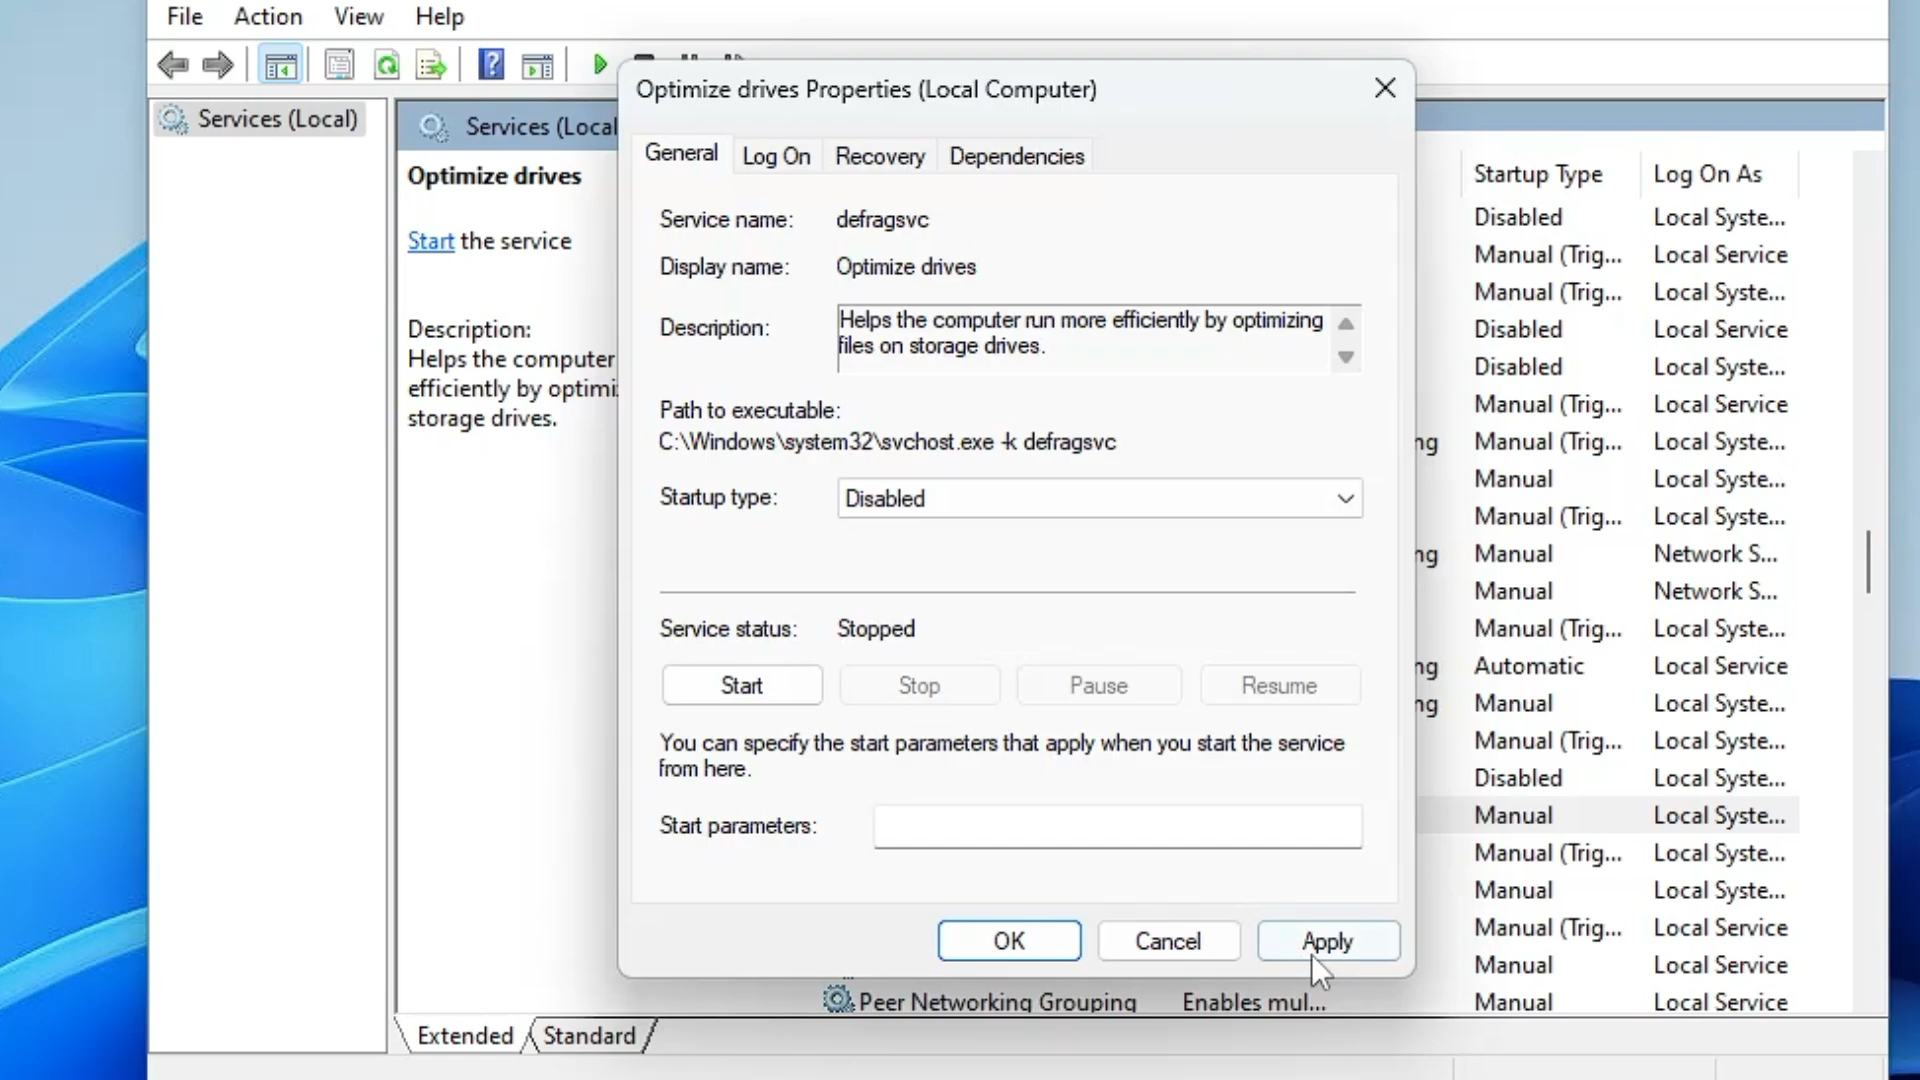 File Action View Help
Optimize drives Properties (Local Computer)
Services (Local)
Services (Local
General Log On Recovery Dependencies
Optimize drives
Start the service
Description:
Helps the computer
efficiently by optimi
storage drives.
Service name: defragsvc
Display name: Optimize drives
Description: Helps the computer run more efficiently by optimizing
files on storage drives.
Path to executable:
C:\Windows\system32\svchost.exe -k defragsvc
Startup type: Disabled
Service status: Stopped
Start Stop Pause Resume
You can specify the start parameters that apply when you start the service
from here.
Start parameters:
OK Cancel Apply
Startup Type Log On As
Disabled Local Syste...
Manual (Trig... Local Service
Manual (Trig... Local Syste...
Disabled Local Service
Disabled Local Syste...
Manual (Trig... Local Service
ng Manual (Trig... Local Syste...
Manual Local Syste...
Manual (Trig... Local Syste...
ng Manual Network S...
Manual Network S...
Manual (Trig... Local Syste...
ng Automatic Local Service
ng Manual Local Syste...
Manual (Trig... Local Syste...
Disabled Local Syste...
Manual Local Syste...
Manual (Trig... Local Syste...
Manual Local Syste...
Manual (Trig... Local Service
Manual Local Service
Peer Networking Grouping Enables mul... Manual Local Service
Extended Standard